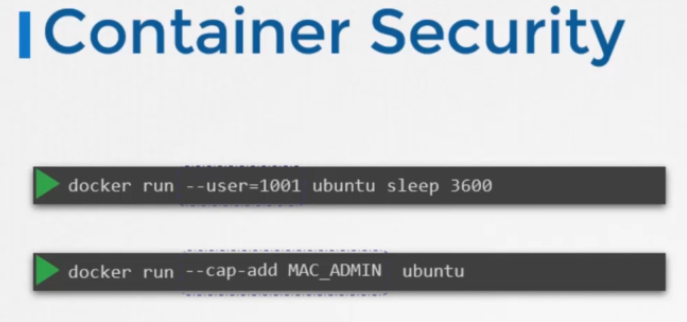 Container Security
docker run --user=1001 ubuntu sleep 3600
docker run --cap-add MAC_ADMIN ubuntu